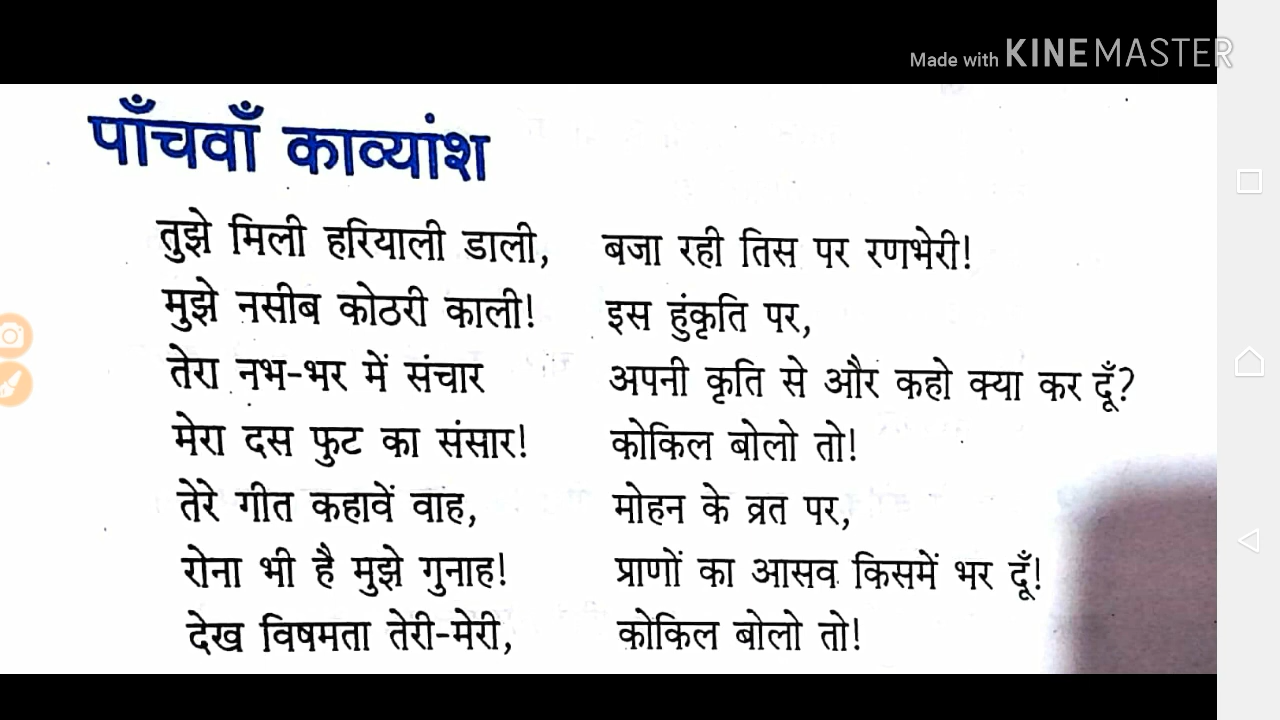 Made with KINEMASTER
पाँचवाँ काव्यांश
तुझे मिली हरियाली डाली,
मुझे नसीब कोठरी काली!
तेरा नभ-भर में संचार
मेरा दस फुट का संसार!
तेरे गीत कहावें वाह,
रोना भी है मुझे गुनाह!
देख विषमता तेरी-मेरी,
बजा रही तिस पर रणभेरी!
इस हुंकृति पर,
अपनी कृति से और कहो क्या कर दूँ?
कोकिल बोलो तो!
मोहन के व्रत पर,
प्राणों का आसव किसमें भर दूँ!
कोकिल बोलो तो!